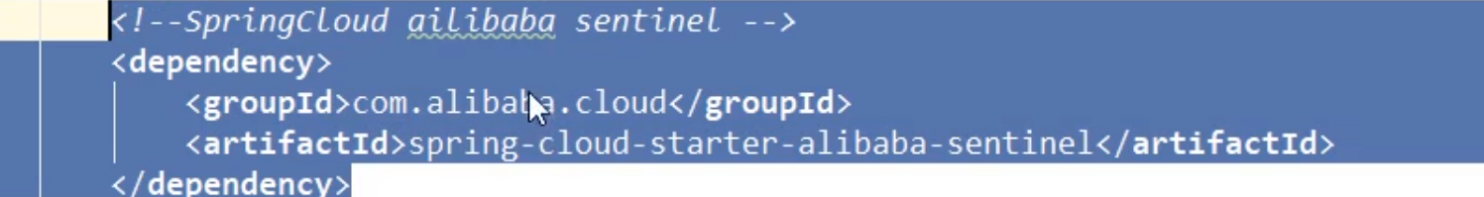 <!--SpringCloud ailibaba sentinel -->
<dependency>
<groupId>com.alibaba.cloud</groupId>
<artifactId>spring-cloud-starter-alibaba-sentinel</artifactId>
</dependency>